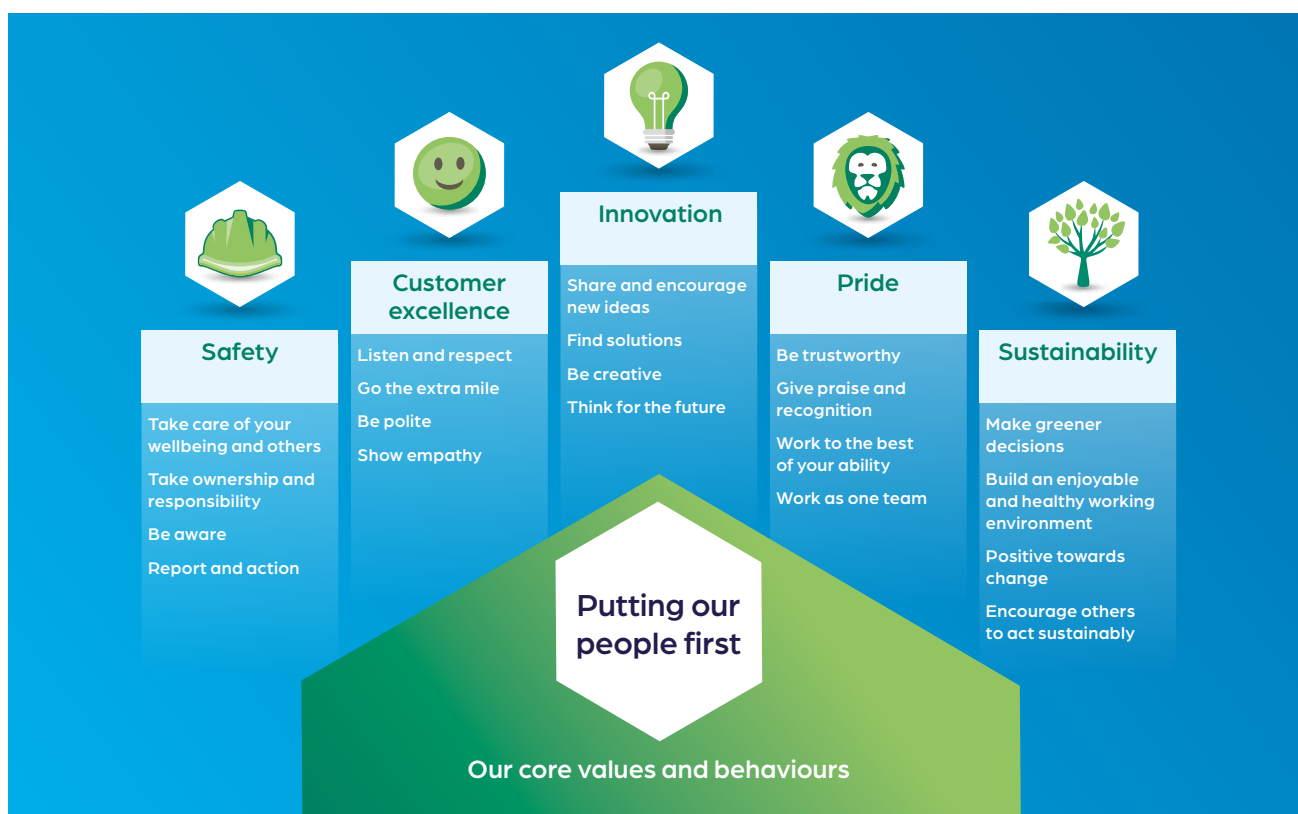 Safety
Take care of your
wellbeing and others
Take ownership and
responsibility
Be aware
Report and action
Customer
excellence
Listen and respect
Go the extra mile
Be polite
Show empathy
Innovation
Share and encourage
new ideas
Find solutions
Be creative
Think for the future
Pride
Be trustworthy
Give praise and
recognition
Work to the best
of your ability
Work as one team
Sustainability
Make greener
decisions
Build an enjoyable
and healthy working
environment
Positive towards
change
Encourage others
to act sustainably
Putting our
people first
Our core values and behaviours